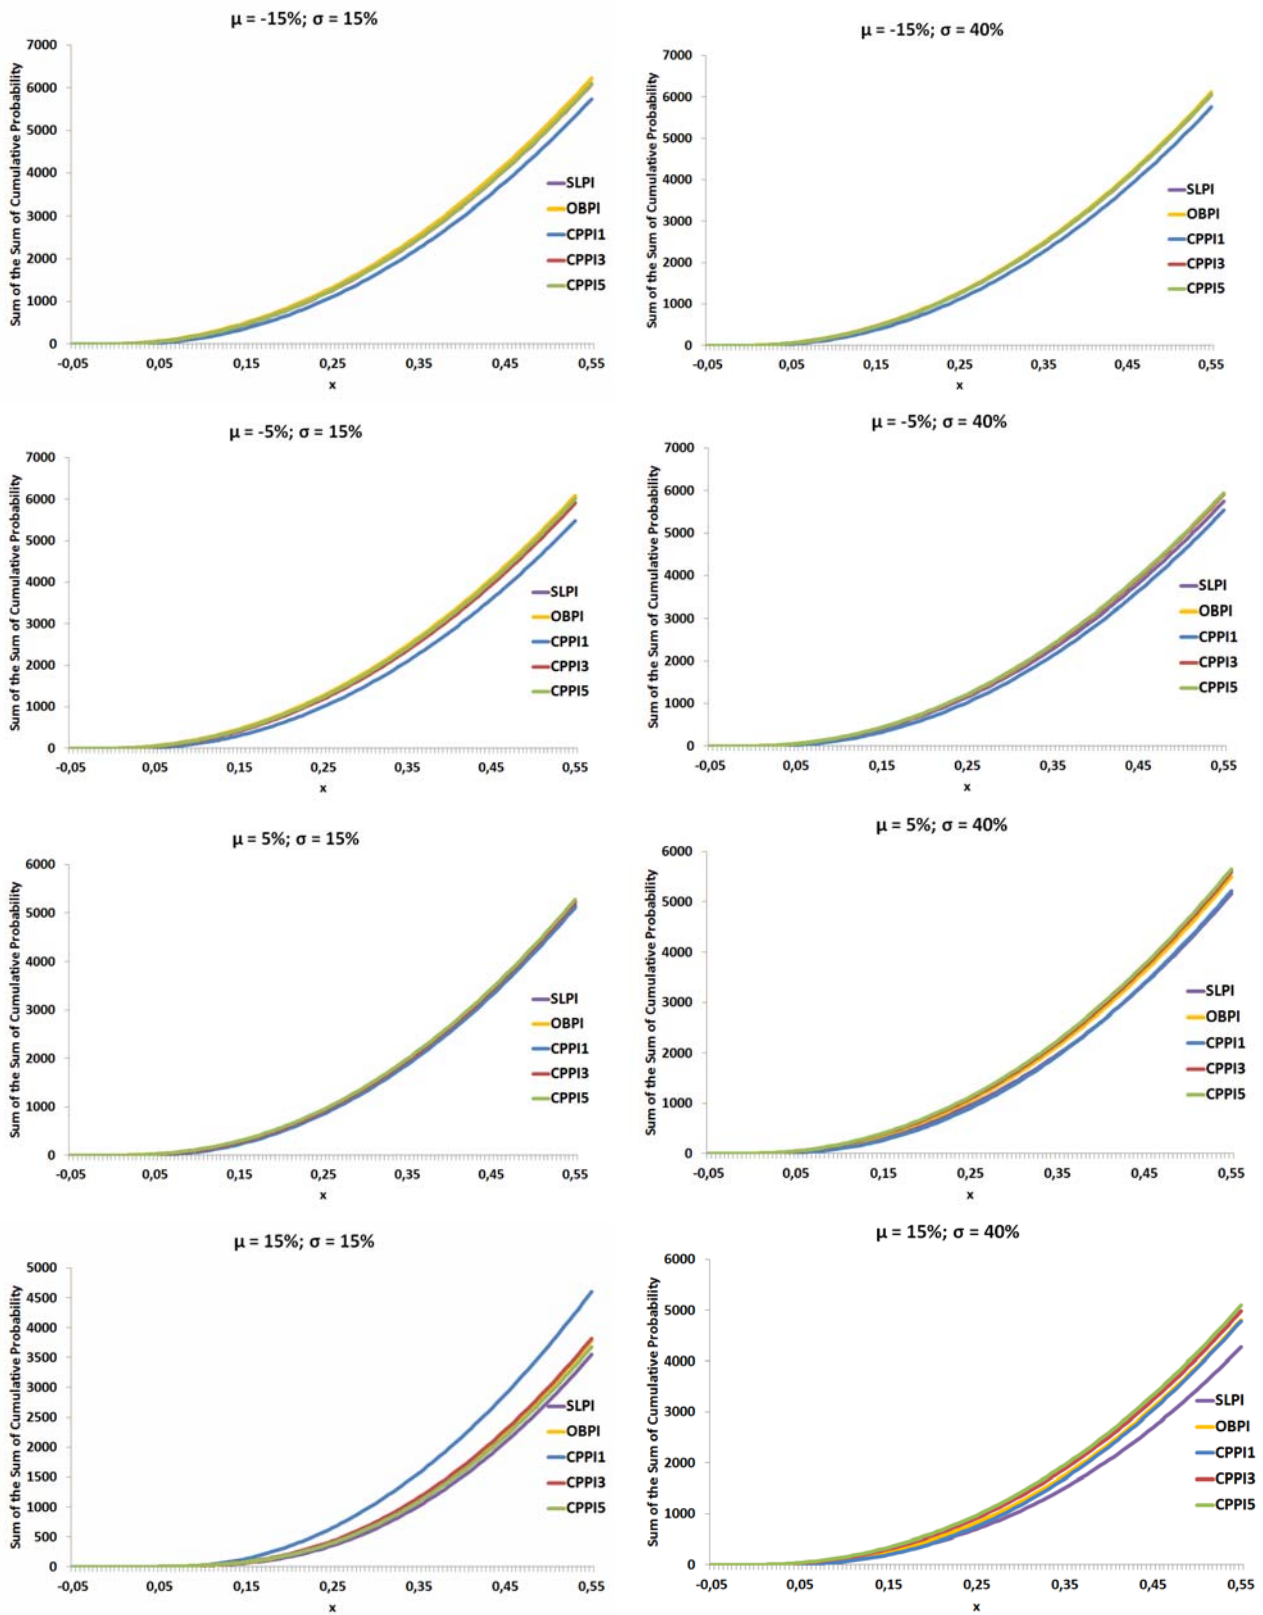 μ = -15%; σ = 15%
Sum of the Sum of Cumulative Probability
7000
6000
5000
4000
3000
2000
1000
0
-0,05
0,05
0,15
0,25
0,35
0,45
0,55
x
SLPI
OBPI
CPPI1
CPPI3
CPPI5
μ = -15%; σ = 40%
Sum of the Sum of Cumulative Probability
7000
6000
5000
4000
3000
2000
1000
0
-0,05
0,05
0,15
0,25
0,35
0,45
0,55
x
SLPI
OBPI
CPPI1
CPPI3
CPPI5
μ = -5%; σ = 15%
Sum of the Sum of Cumulative Probability
7000
6000
5000
4000
3000
2000
1000
0
-0,05
0,05
0,15
0,25
0,35
0,45
0,55
x
SLPI
OBPI
CPPI1
CPPI3
CPPI5
μ = -5%; σ = 40%
Sum of the Sum of Cumulative Probability
7000
6000
5000
4000
3000
2000
1000
0
-0,05
0,05
0,15
0,25
0,35
0,45
0,55
x
SLPI
OBPI
CPPI1
CPPI3
CPPI5
μ = 5%; σ = 15%
Sum of the Sum of Cumulative Probability
6000
5000
4000
3000
2000
1000
0
-0,05
0,05
0,15
0,25
0,35
0,45
0,55
x
SLPI
OBPI
CPPI1
CPPI3
CPPI5
μ = 5%; σ = 40%
Sum of the Sum of Cumulative Probability
6000
5000
4000
3000
2000
1000
0
-0,05
0,05
0,15
0,25
0,35
0,45
0,55
x
SLPI
OBPI
CPPI1
CPPI3
CPPI5
μ = 15%; σ = 15%
Sum of the Sum of Cumulative Probability
5000
4500
4000
3500
3000
2500
2000
1500
1000
500
0
-0,05
0,05
0,15
0,25
0,35
0,45
0,55
x
SLPI
OBPI
CPPI1
CPPI3
CPPI5
μ = 15%; σ = 40%
Sum of the Sum of Cumulative Probability
6000
5000
4000
3000
2000
1000
0
-0,05
0,05
0,15
0,25
0,35
0,45
0,55
x
SLPI
OBPI
CPPI1
CPPI3
CPPI5